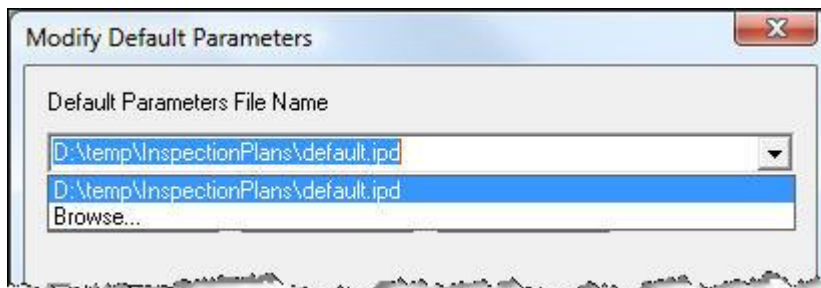 Modify Default Parameters
Default Parameters File Name
D:\temp\InspectionPlans\default.ipd
D:\temp\InspectionPlans\default.ipd
Browse...